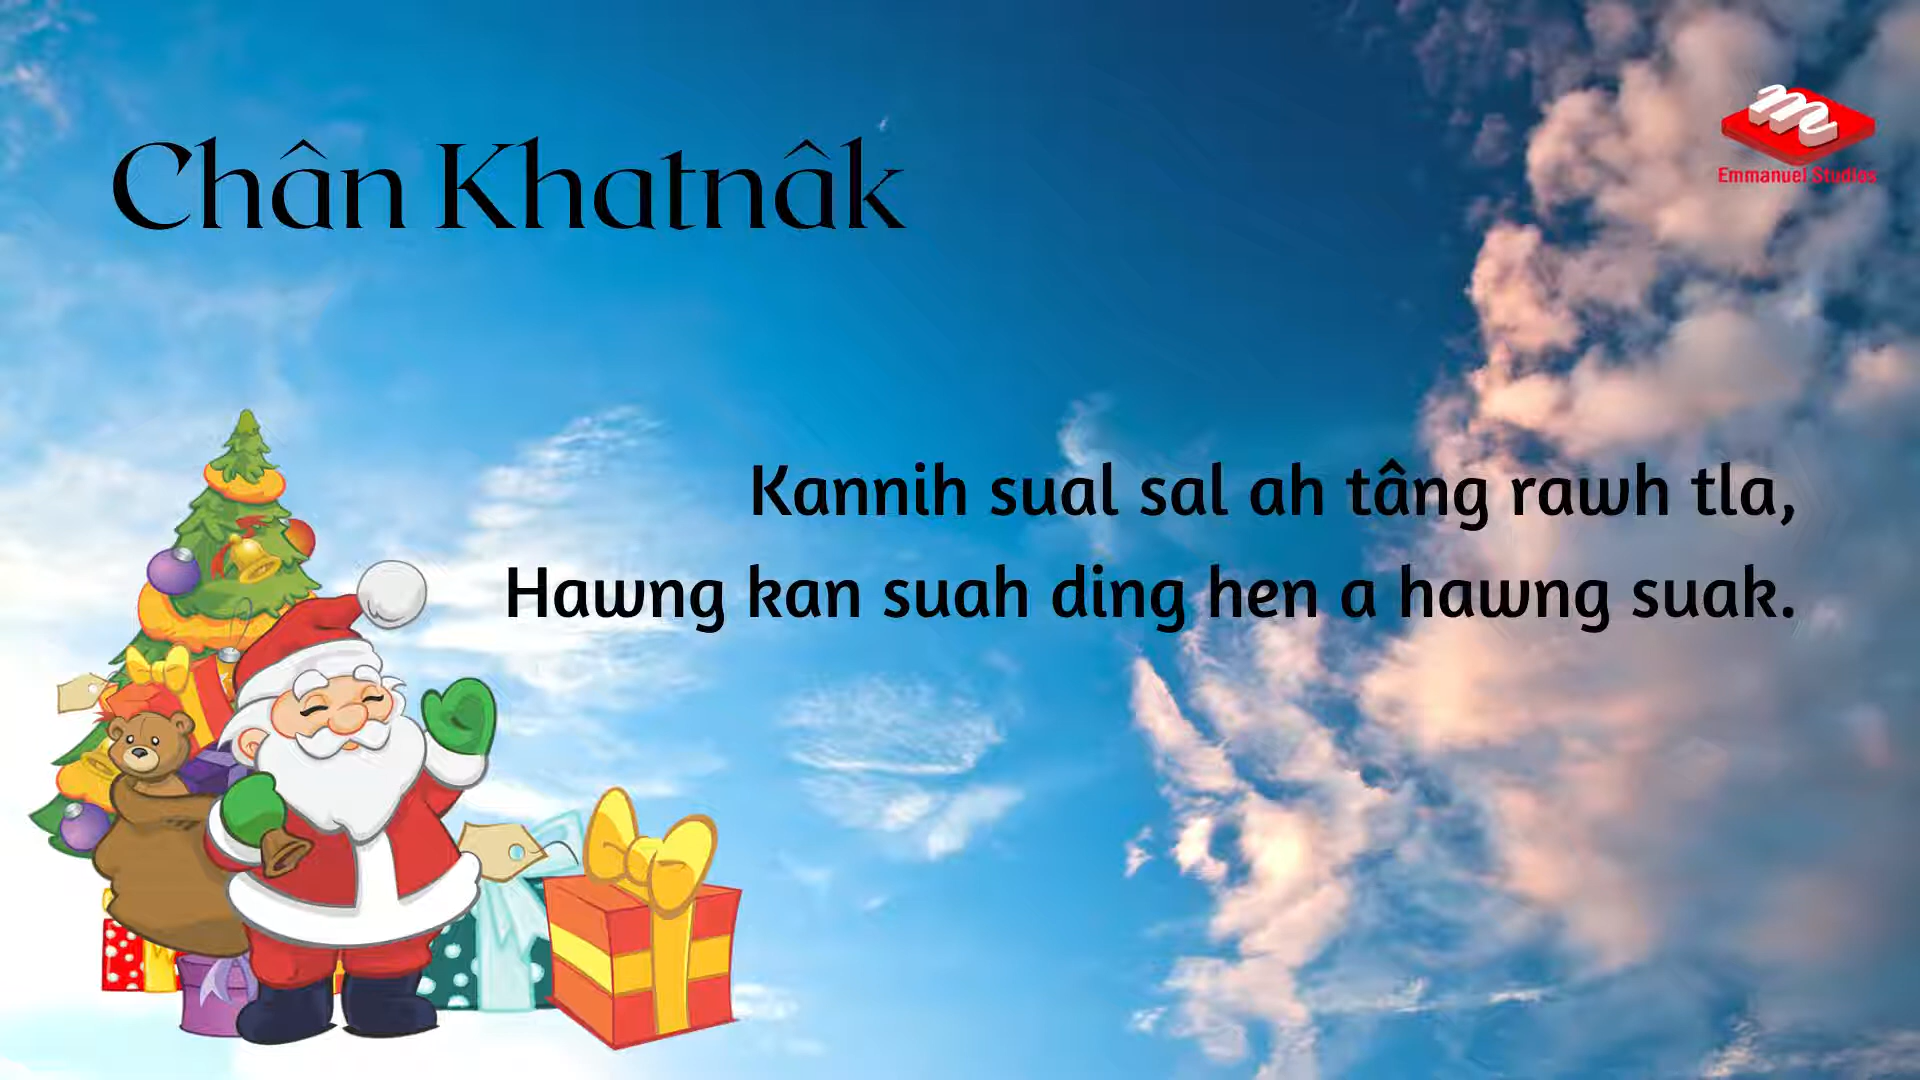 Chân Khatnâk
m
Emmanuel Studios
Kannih sual sal ah tâng rawh tla,
Hawng kan suah ding hen a hawng suak.